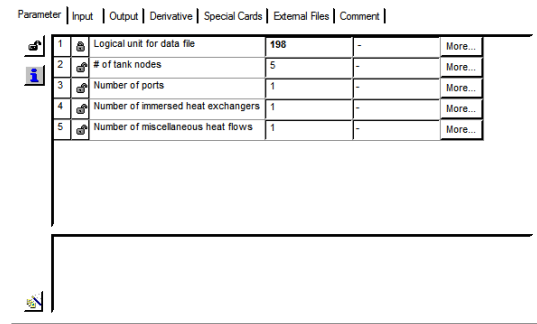 Parameter Input Output Derivative Special Cards External Files Comment
1 Logical unit for data file 198 - More...
2 # of tank nodes 5 - More...
3 Number of ports 1 - More...
4 Number of immersed heat exchangers 1 - More...
5 Number of miscellaneous heat flows 1 - More...